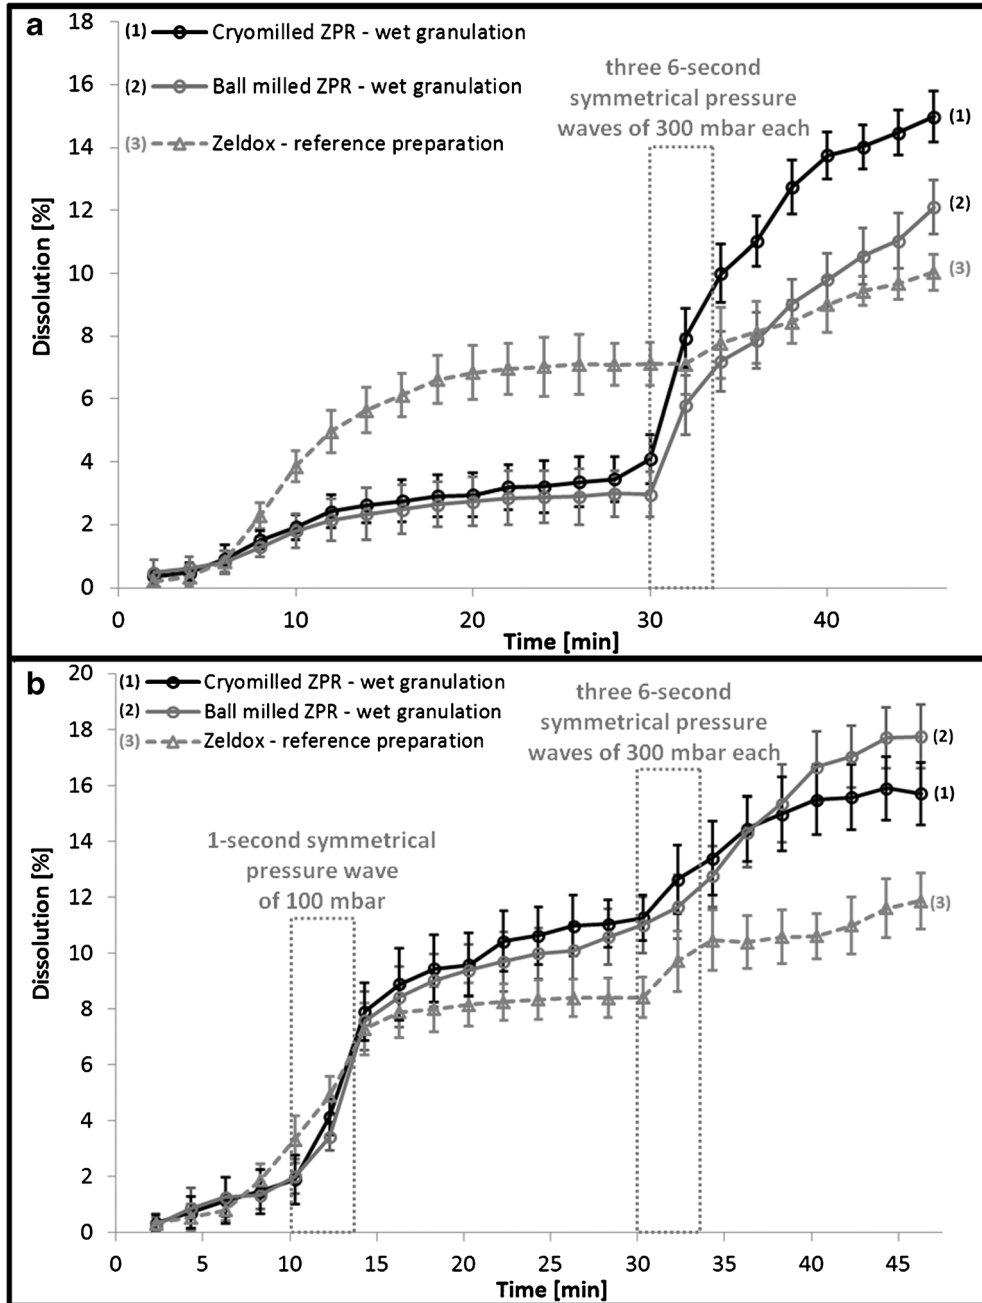 a
18
(1) Cryomilled ZPR - wet granulation
(2) Ball milled ZPR - wet granulation
(3) Zeldox - reference preparation
three 6-second
symmetrical pressure
waves of 300 mbar each
16
14
12
10
8
6
4
2
0
Dissolution [%]
(1)
(2)
(3)
0 10 20 30 40
Time [min]
b
20
(1) Cryomilled ZPR - wet granulation
(2) Ball milled ZPR - wet granulation
(3) Zeldox - reference preparation
three 6-second
symmetrical pressure
waves of 300 mbar each
1-second symmetrical
pressure wave
of 100 mbar
18
16
14
12
10
8
6
4
2
0
Dissolution [%]
(2)
(1)
(3)
0 5 10 15 20 25 30 35 40 45
Time [min]